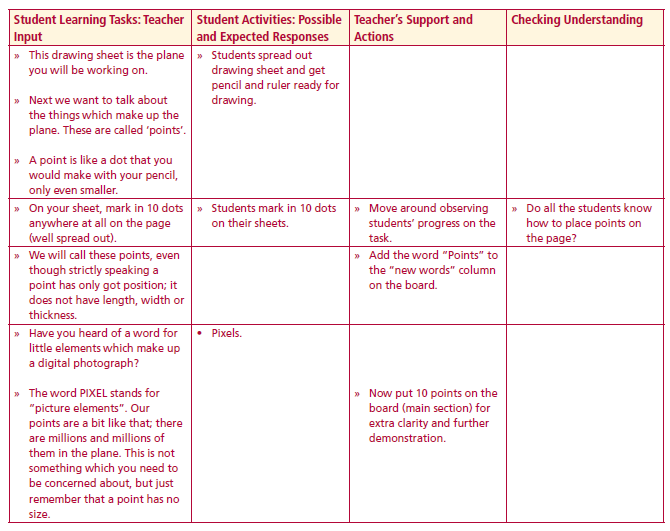 Student Learning Tasks: Teacher
Input
Student Activities: Possible
and Expected Responses
Teacher's Support and
Actions
Checking Understanding
» This drawing sheet is the plane
you will be working on.
» Next we want to talk about
the things which make up the
plane. These are called 'points'.
» A point is like a dot that you
would make with your pencil,
only even smaller.
» Students spread out
drawing sheet and get
pencil and ruler ready for
drawing.
» On your sheet, mark in 10 dots
anywhere at all on the page
(well spread out).
» Students mark in 10 dots
on their sheets.
» Move around observing
students' progress on the
task.
» Do all the students know
how to place points on
the page?
» We will call these points, even
though strictly speaking a
point has only got position; it
does not have length, width or
thickness.
» Add the word "Points" to
the "new words" column
on the board.
» Have you heard of a word for
little elements which make up
a digital photograph?
» The word PIXEL stands for
"picture elements". Our
points are a bit like that; there
are millions and millions of
them in the plane. This is not
something which you need to
be concerned about, but just
remember that a point has no
size.
• Pixels.
» Now put 10 points on the
board (main section) for
extra clarity and further
demonstration.